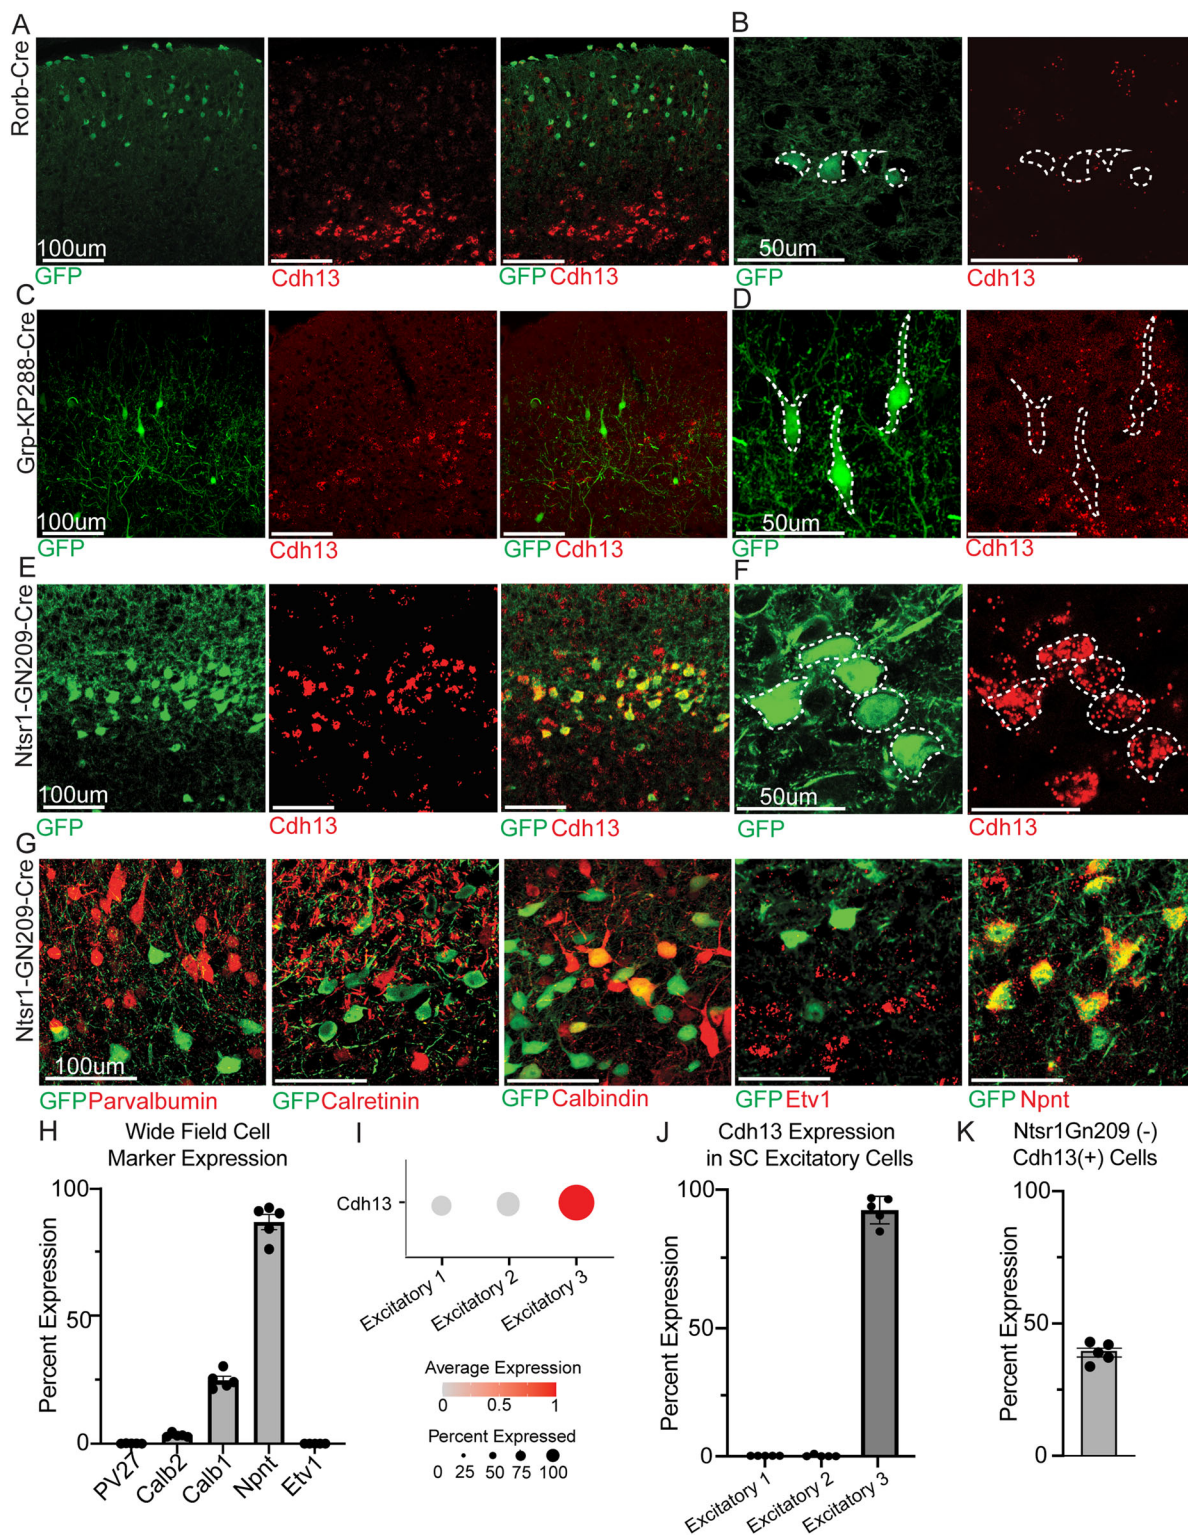 A
B
Rorb-Cre
100um
50um
GFP
Cdh13
GFP Cdh13
GFP
Cdh13
C
D
Grp-KP288-Cre
100um
50um
GFP
Cdh13
GFP Cdh13
GFP
Cdh13
E
F
Ntsr1-GN209-Cre
100um
50um
GFP
Cdh13
GFP Cdh13
GFP
Cdh13
G
Ntsr1-GN209-Cre
100um
GFP Parvalbumin
GFP Calretinin
GFP Calbindin
GFP Etv1
GFP Npnt
H
Wide Field Cell
Marker Expression
Percent Expression
100
50
0
PV27
Calb2
Calb1
Npnt
Etv1
I
Cdh13
Excitatory 1
Excitatory 2
Excitatory 3
Average Expression
0 0.5 1
Percent Expressed
0 25 50 75 100
J
Cdh13 Expression
in SC Excitatory Cells
Percent Expression
100
50
0
Excitatory 1
Excitatory 2
Excitatory 3
K
Ntsr1Gn209 (-)
Cdh13(+) Cells
Percent Expression
100
50
0